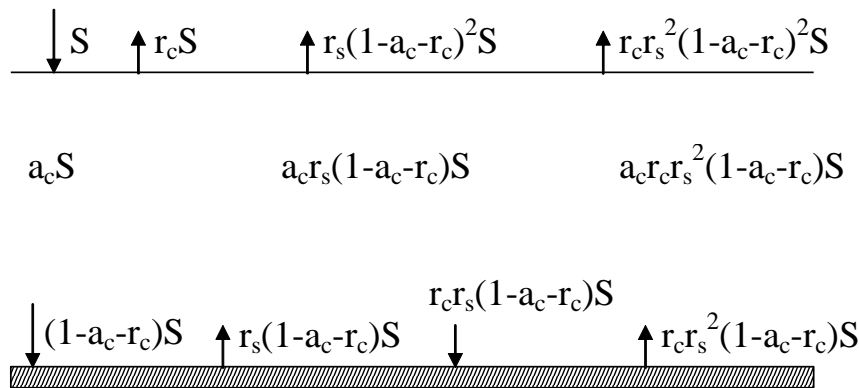 S r_cS r_s(1-a_c-r_c)^2S r_cr_s^2(1-a_c-r_c)^2S
a_cS a_cr_s(1-a_c-r_c)S a_cr_cr_s^2(1-a_c-r_c)S
r_cr_s(1-a_c-r_c)S
(1-a_c-r_c)S r_s(1-a_c-r_c)S r_cr_s^2(1-a_c-r_c)S